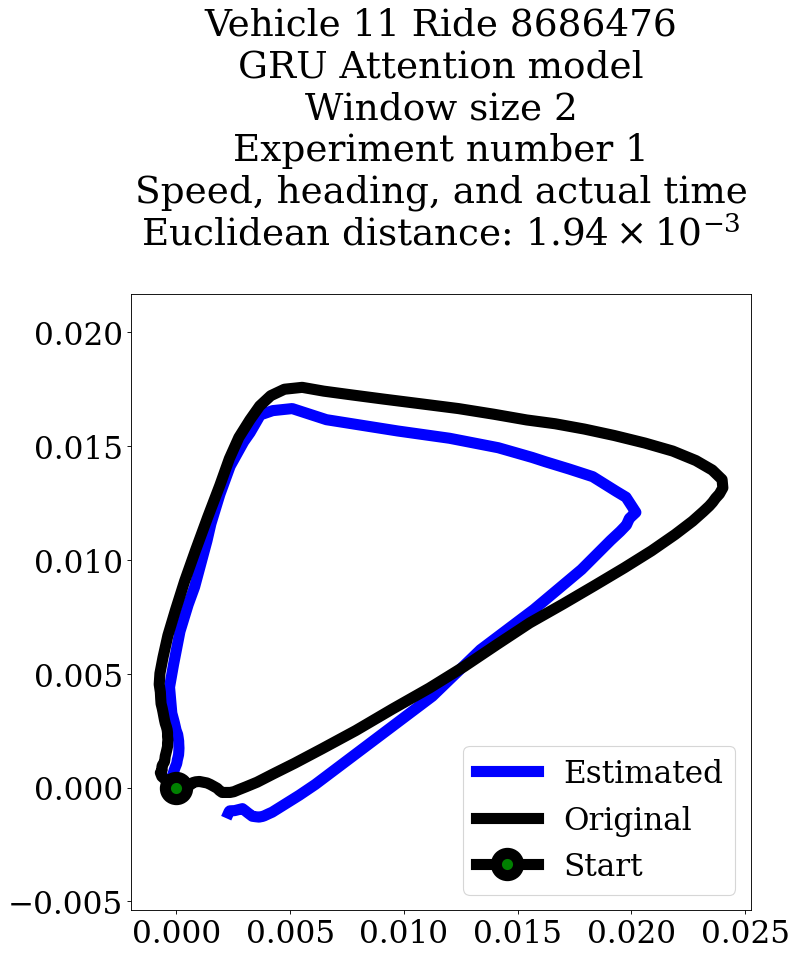 Vehicle 11 Ride 8686476
GRU Attention model
Window size 2
Experiment number 1
Speed, heading, and actual time
Euclidean distance: 1.94 × 10⁻³
0.020
0.015
0.010
0.005
0.000
−0.005
Estimated
Original
Start
0.000 0.005 0.010 0.015 0.020 0.025